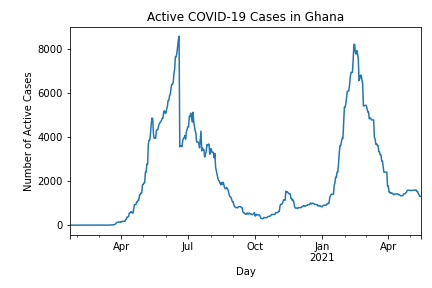 Active COVID-19 Cases in Ghana
Number of Active Cases
8000
6000
4000
2000
0
Apr
Jul
Oct
Jan
2021
Apr
Day